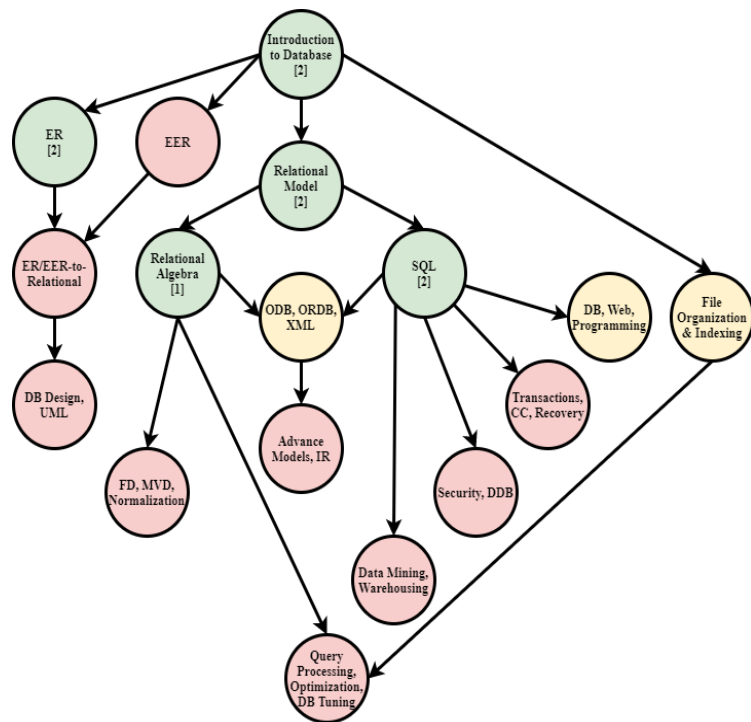 Introduction
to Database
[2]
ER
[2]
EER
Relational
Model
[2]
ER/EER-to-
Relational
Relational
Algebra
[1]
SQL
[2]
ODB, ORDB,
XML
DB, Web,
Programming
File
Organization
& Indexing
DB Design,
UML
Transactions,
CC, Recovery
Advance
Models, IR
FD, MVD,
Normalization
Security, DDB
Data Mining,
Warehousing
Query
Processing,
Optimization,
DB Tuning